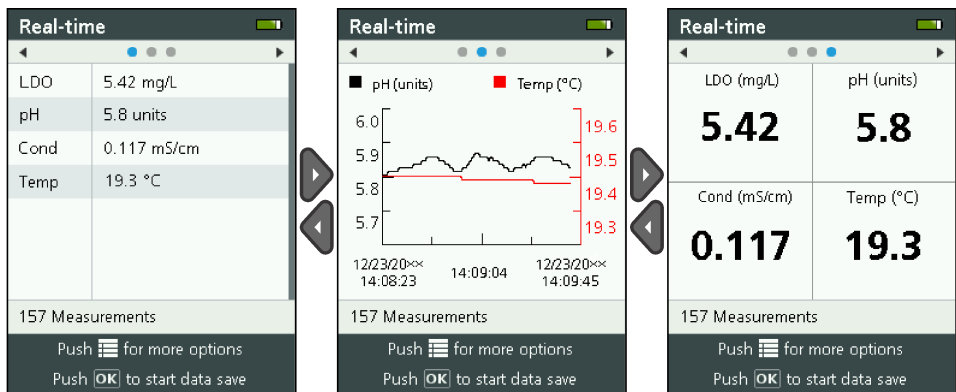 Real-time
LDO 5.42 mg/L
pH 5.8 units
Cond 0.117 mS/cm
Temp 19.3 °C
157 Measurements
Push for more options
Push OK to start data save
Real-time
pH (units) Temp (°C)
6.0
5.9
5.8
5.7
19.6
19.5
19.4
19.3
12/23/20×× 14:09:04 12/23/20××
14:08:23 14:09:45
157 Measurements
Push for more options
Push OK to start data save
Real-time
LDO (mg/L) pH (units)
5.42 5.8
Cond (mS/cm) Temp (°C)
0.117 19.3
157 Measurements
Push for more options
Push OK to start data save